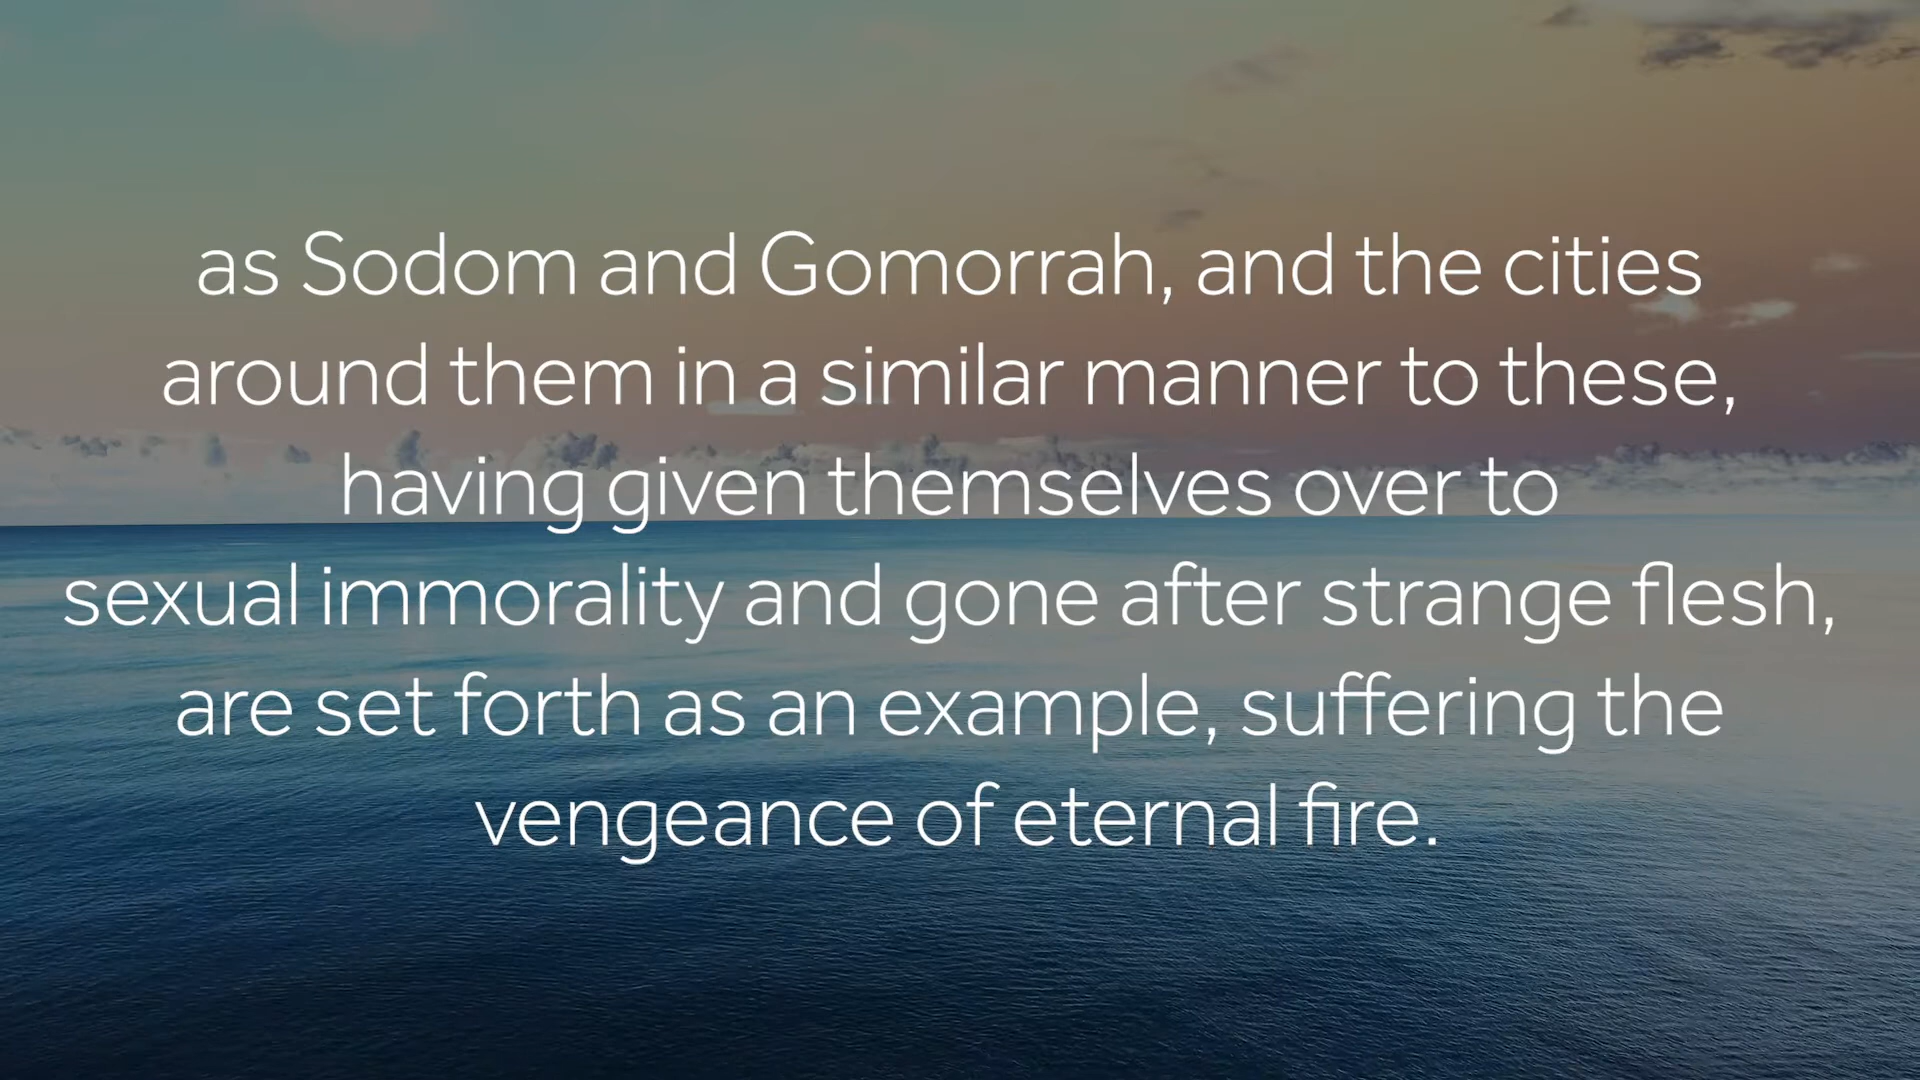 as Sodom and Gomorrah, and the cities
around them in a similar manner to these,
having given themselves over to
sexual immorality and gone after strange flesh,
are set forth as an example, suffering the
vengeance of eternal fire.